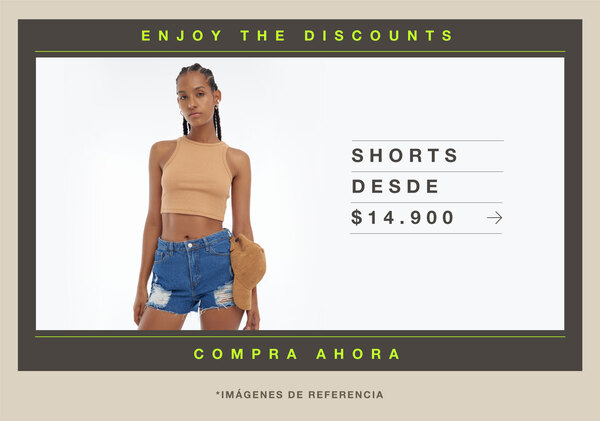 ENJOY THE DISCOUNTS
SHORTS
DESDE
$14.900
COMPRA AHORA
*IMÁGENES DE REFERENCIA